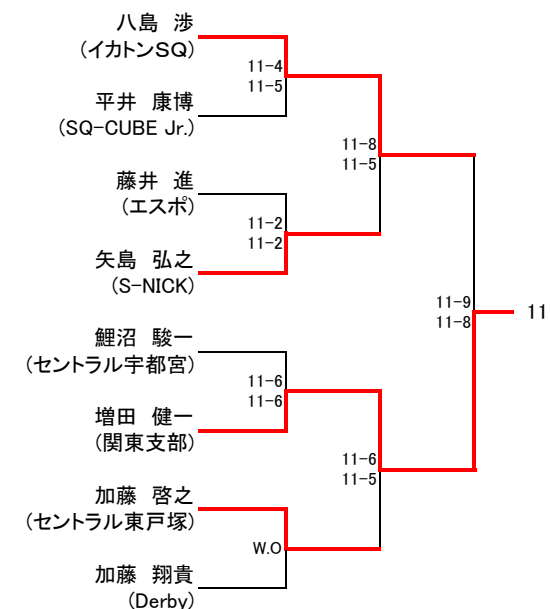 八島 渉
(イカトンSQ)
11-4
11-5
平井 康博
(SQ-CUBE Jr.)
11-8
11-5
藤井 進
(エスポ)
11-2
11-2
矢島 弘之
(S-NICK)
11-9
11-8
11
鯉沼 駿一
(セントラル宇都宮)
11-6
11-6
増田 健一
(関東支部)
11-6
11-5
加藤 啓之
(セントラル東戸塚)
W.O
加藤 翔貴
(Derby)